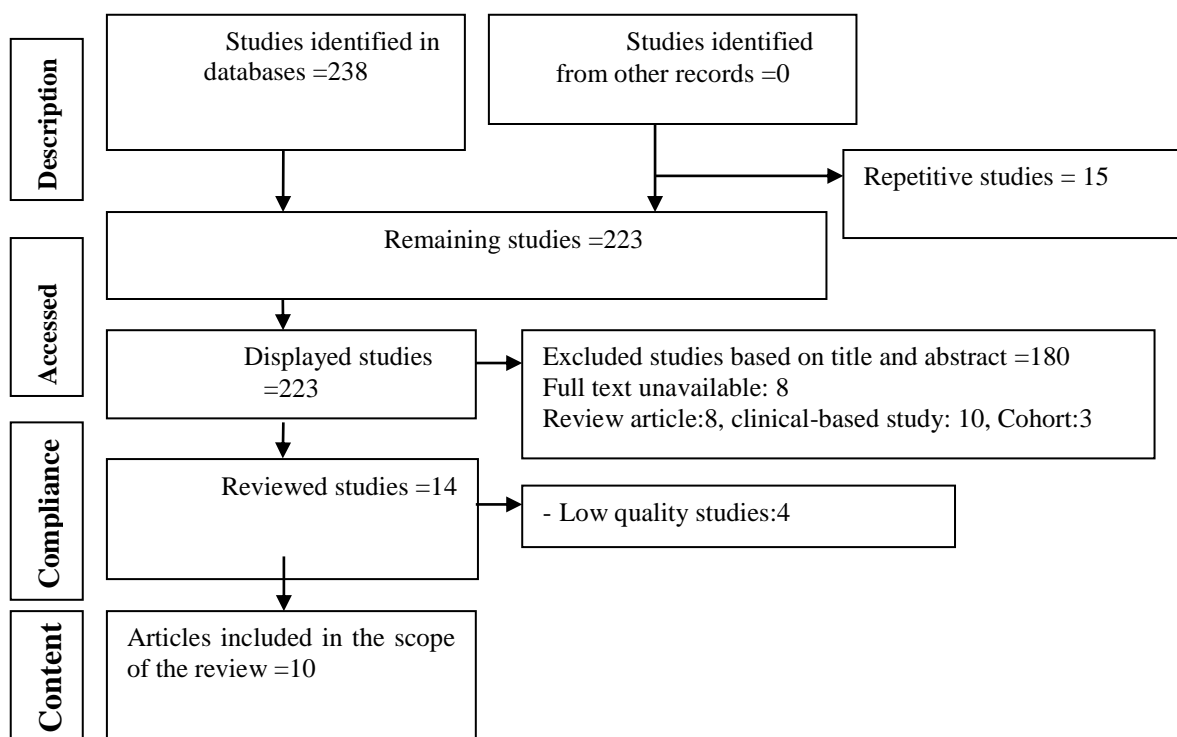 Description
Studies identified in
databases =238
Studies identified
from other records =0
Repetitive studies = 15
Remaining studies =223
Accessed
Displayed studies
=223
Excluded studies based on title and abstract =180
Full text unavailable: 8
Review article:8, clinical-based study: 10, Cohort:3
Compliance
Reviewed studies =14
- Low quality studies:4
Content
Articles included in the scope
of the review =10